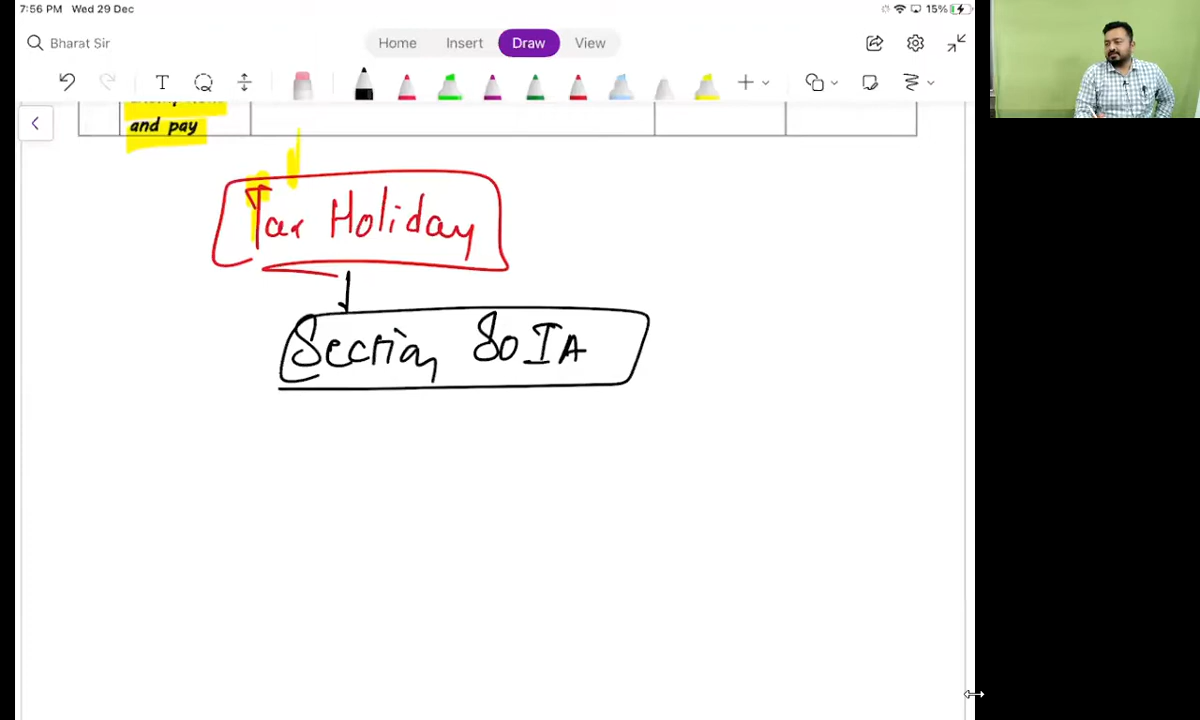 7:56 PM Wed 29 Dec
15%
Bharat Sir
Home Insert Draw View
T
and pay
Tax Holiday
Section 80IA